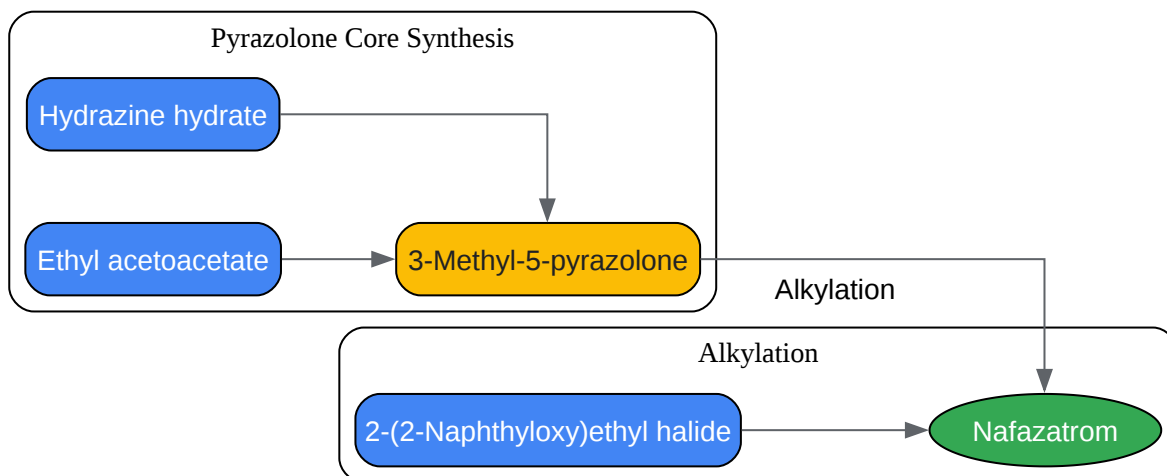 Pyrazolone Core Synthesis
Hydrazine hydrate
Ethyl acetoacetate
3-Methyl-5-pyrazolone
Alkylation
Alkylation
2-(2-Naphthyloxy)ethyl halide
Nafazatrom